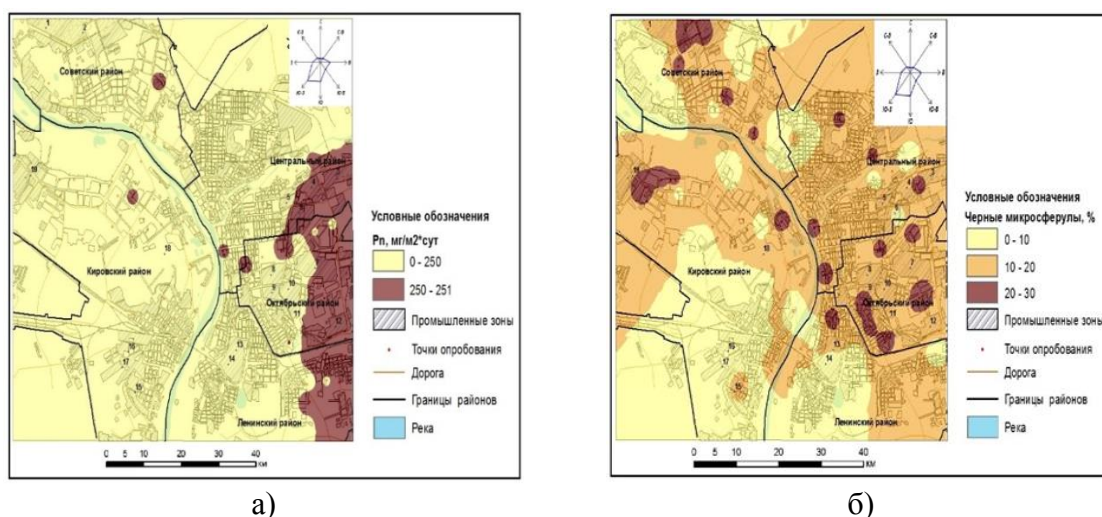 Советский район
Центральный район
Кировский район
Октябрьский район
Ленинский район
0 5 10 20 30 40
КМ
Условные обозначения
Pn, мг/м2*сут
0 - 250
250 - 251
Промышленные зоны
Точки опробования
Дорога
Границы районов
Река
а)
Советский район
Центральный район
Кировский район
Октябрьский район
Ленинский район
0 5 10 20 30 40
КМ
Условные обозначения
Черные микросферулы, %
0 - 10
10 - 20
20 - 30
Промышленные зоны
Точки опробования
Дорога
Границы районов
Река
б)